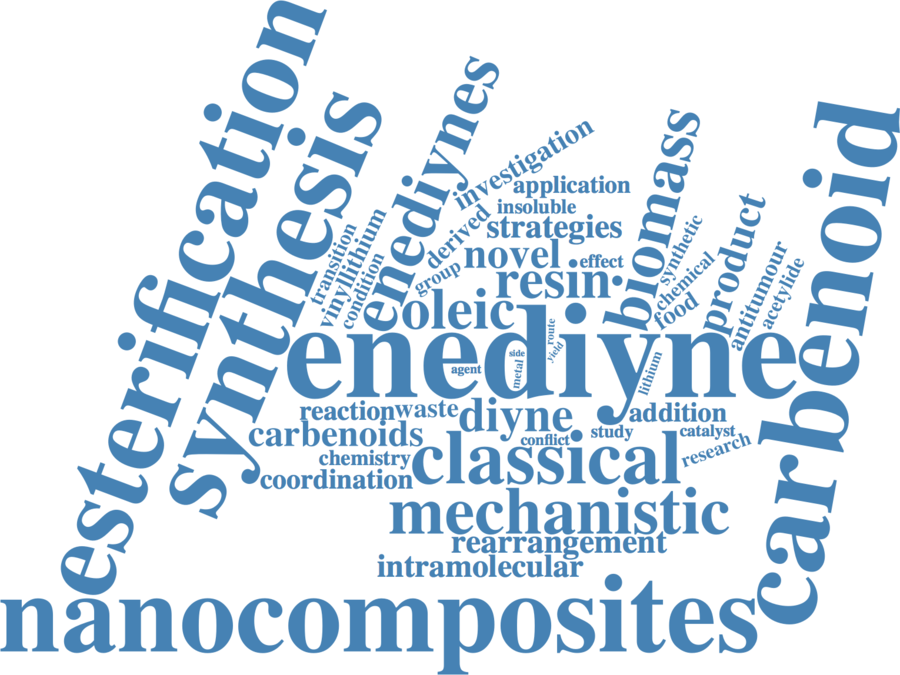 esterification
synthesis
enediynes
investigation
application
insoluble
strategies
derived
novel
effect
group
resin
oleic
transition
vinyllithium
condition
biomass
synthetic
chemical
food
product
antitumour
acetylide
carbenoid
enediyne
route
side
yield
metal
agent
lithium
reaction
waste
diyne
addition
carbenoids
conflict
study
catalyst
research
chemistry
classical
coordination
mechanistic
rearrangement
intramolecular
nanocomposites